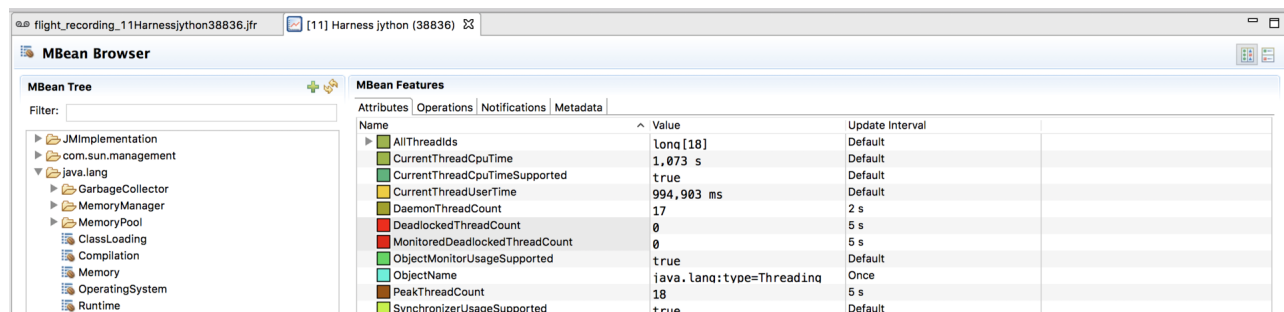 flight_recording_11Harnessjython38836.jfr
[11] Harness jython (38836)
MBean Browser
MBean Tree
Filter:
JMImplementation
com.sun.management
java.lang
GarbageCollector
MemoryManager
MemoryPool
ClassLoading
Compilation
Memory
OperatingSystem
Runtime
MBean Features
Attributes Operations Notifications Metadata
Name Value Update Interval
AllThreadIds long[18] Default
CurrentThreadCpuTime 1,073 s Default
CurrentThreadCpuTimeSupported true Default
CurrentThreadUserTime 994,903 ms Default
DaemonThreadCount 17 2 s
DeadlockedThreadCount 0 5 s
MonitoredDeadlockedThreadCount 0 5 s
ObjectMonitorUsageSupported true Default
ObjectName java.lang:type=Threading Once
PeakThreadCount 18 5 s
SynchronizerUsageSupported true Default